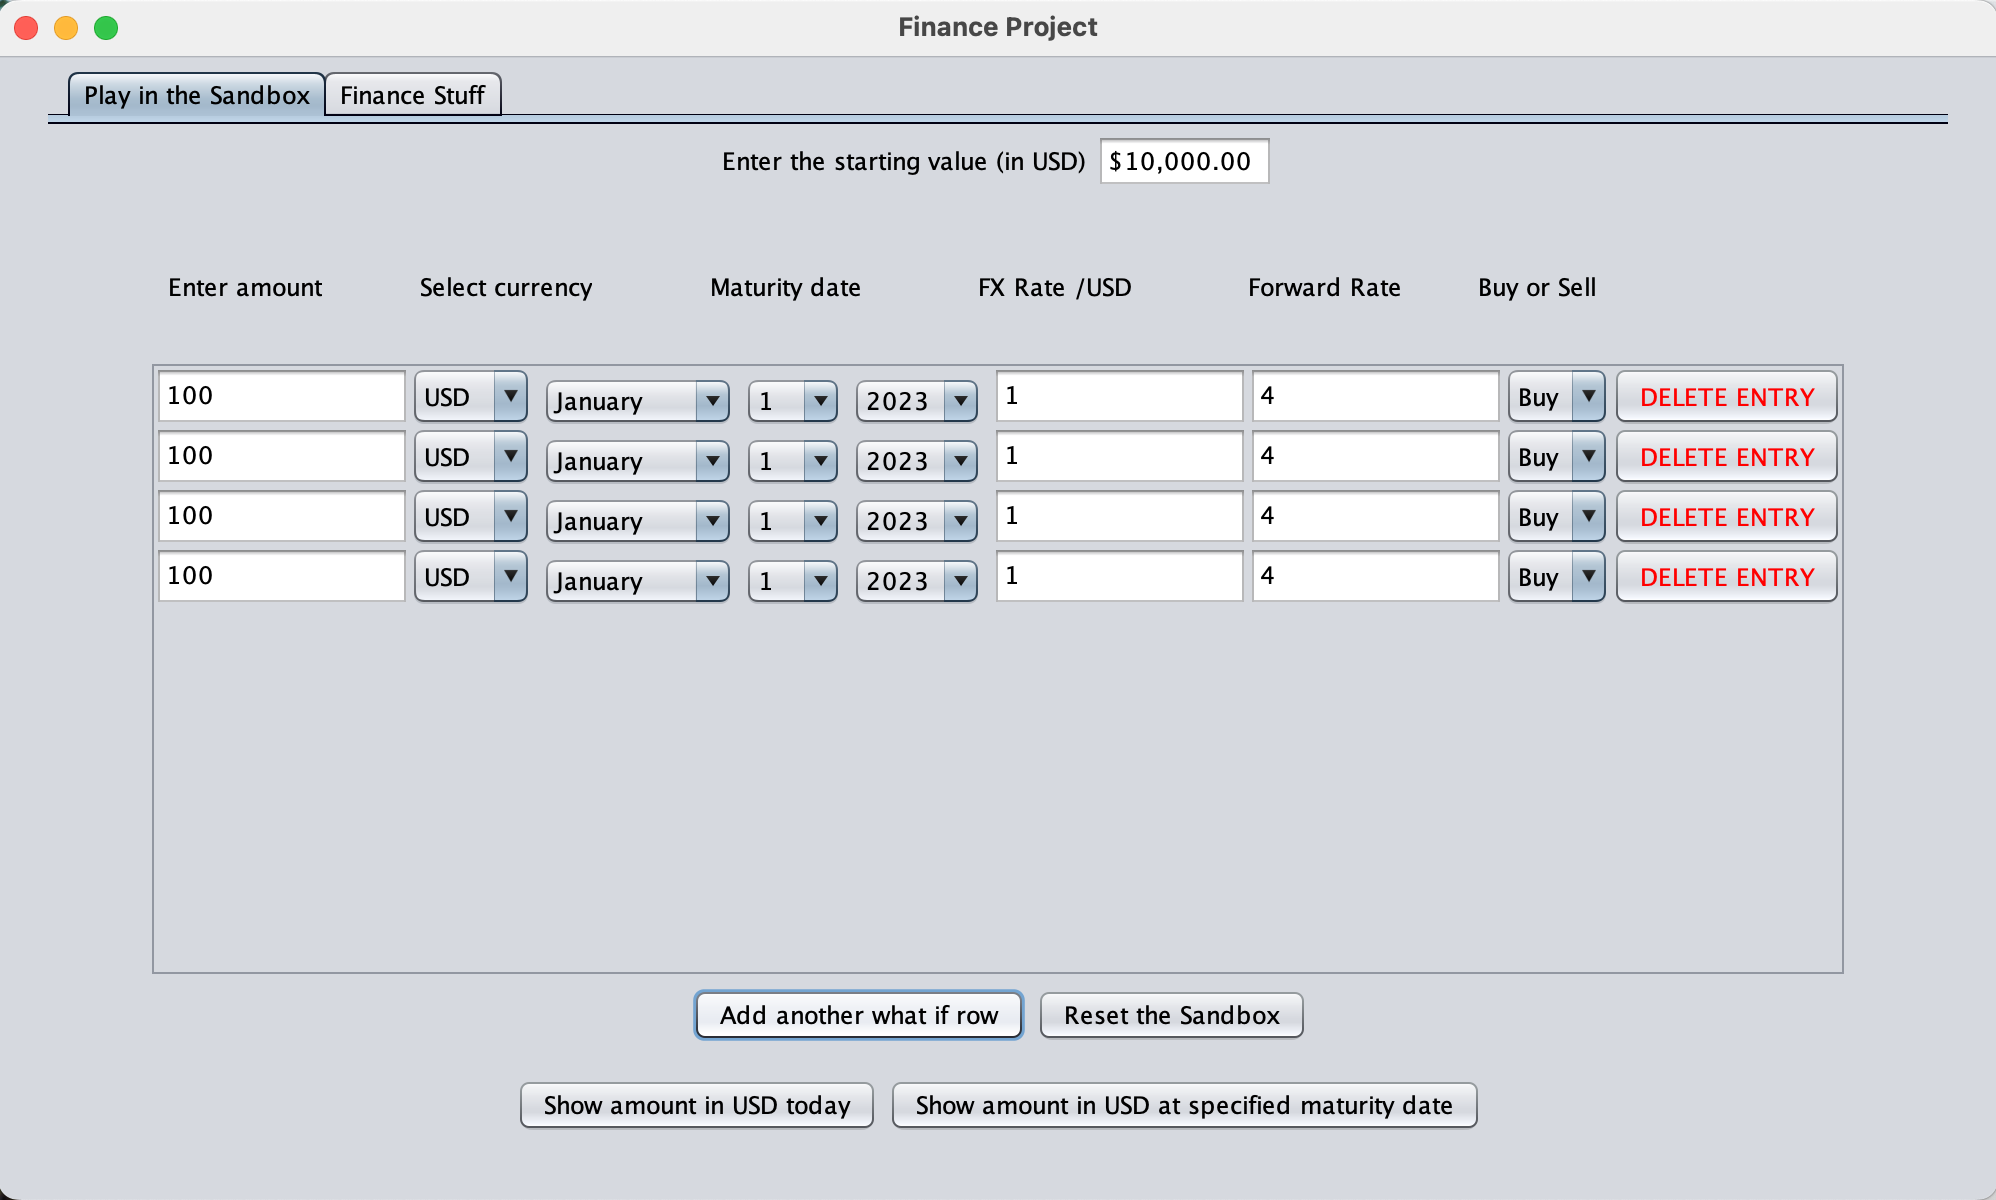 Finance Project
Play in the Sandbox Finance Stuff
Enter the starting value (in USD) $10,000.00
Enter amount Select currency Maturity date FX Rate /USD Forward Rate Buy or Sell
100 USD January 1 2023 1 4 Buy DELETE ENTRY
100 USD January 1 2023 1 4 Buy DELETE ENTRY
100 USD January 1 2023 1 4 Buy DELETE ENTRY
100 USD January 1 2023 1 4 Buy DELETE ENTRY
Add another what if row Reset the Sandbox
Show amount in USD today Show amount in USD at specified maturity date